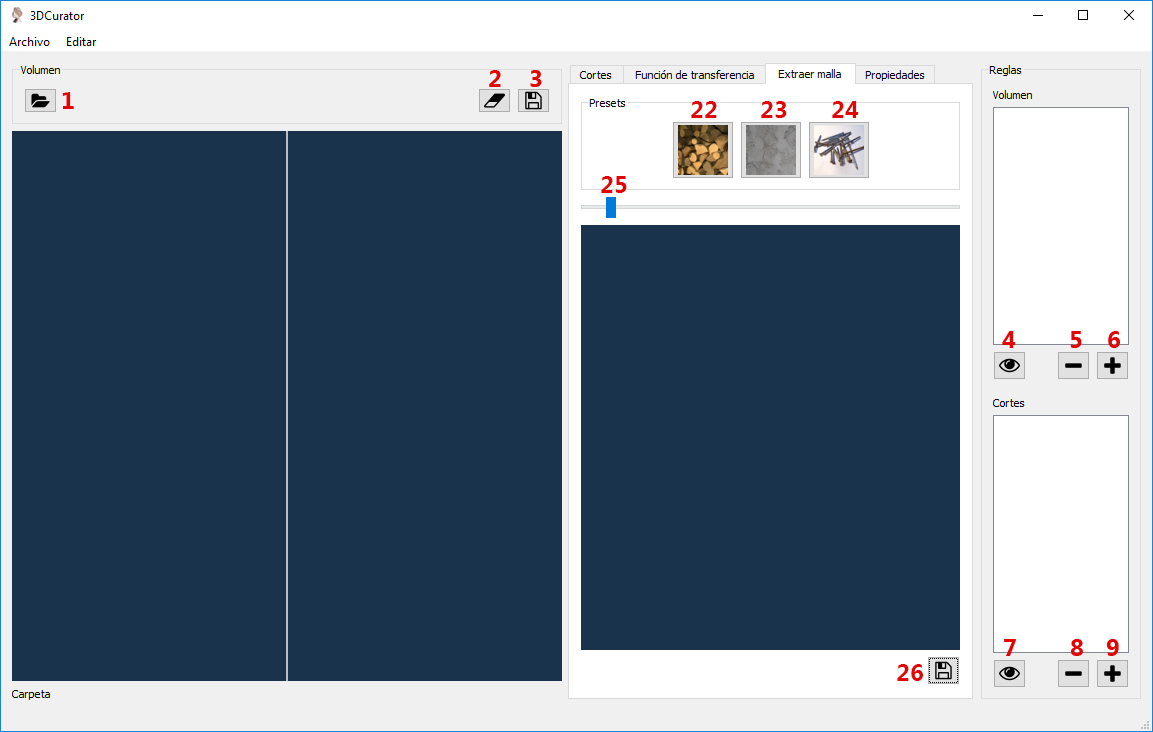 3DCurator
Archivo Editar
Volumen
1
2
3
Cortes Función de transferencia Extraer malla Propiedades
Presets
22
23
24
25
26
Reglas
Volumen
4
5
6
Cortes
7
8
9
Carpeta